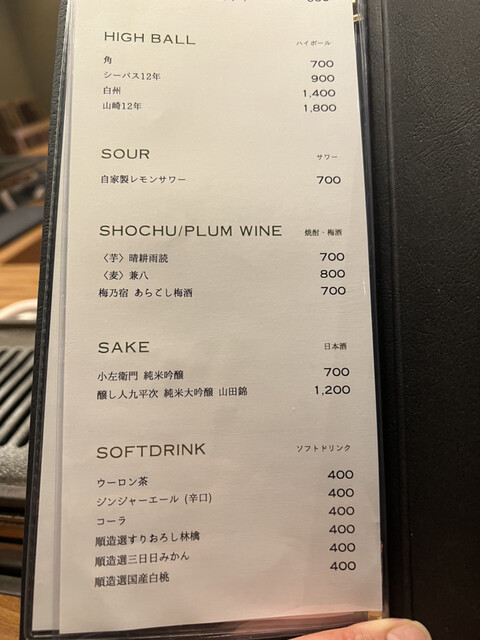 HIGH BALL ハイボール
角 700
シーバス12年 900
白州 1,400
山崎12年 1,800
SOUR サワー
自家製レモンサワー 700
SHOCHU/PLUM WINE 焼酎・梅酒
〈芋〉晴耕雨読 700
〈麦〉兼八 800
梅乃宿 あらごし梅酒 700
SAKE 日本酒
小左衛門 純米吟醸 700
醸し人九平次 純米大吟醸 山田錦 1,200
SOFTDRINK ソフトドリンク
ウーロン茶 400
ジンジャーエール (辛口) 400
コーラ 400
順造選すりおろし林檎 400
順造選三日日みかん 400
順造選国産白桃 400